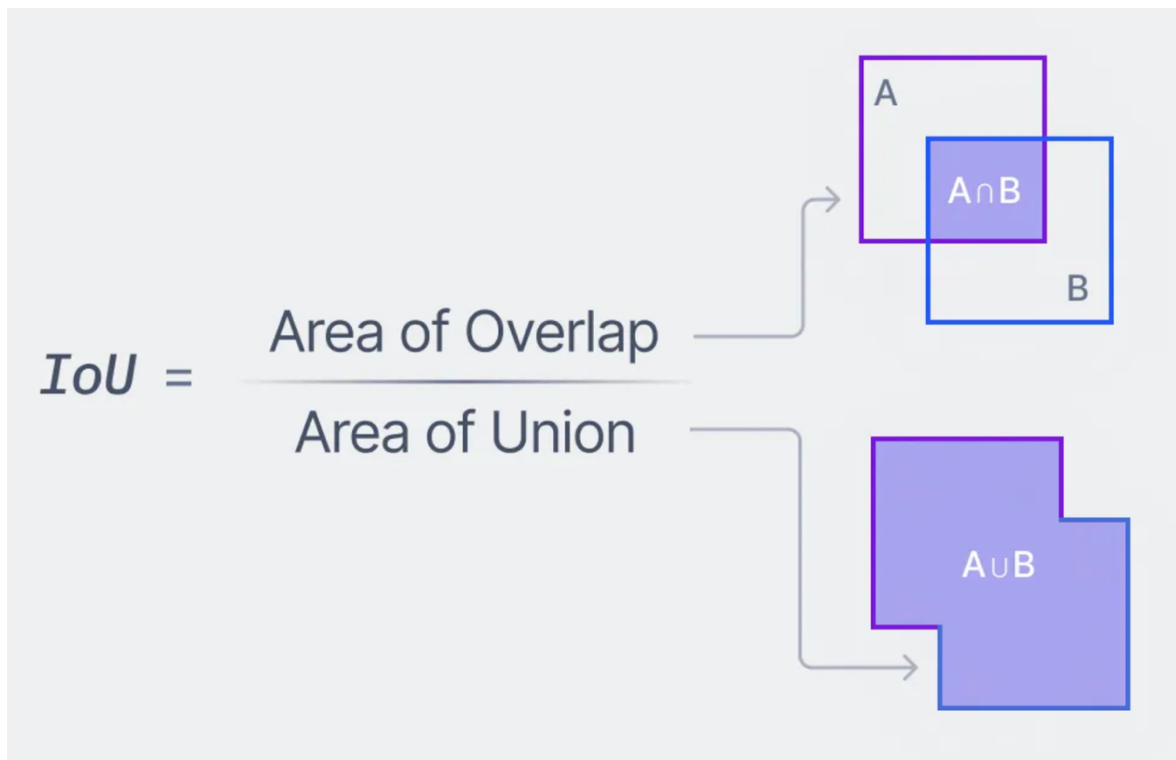 IoU =
Area of Overlap
Area of Union
A
A∩B
B
A∪B